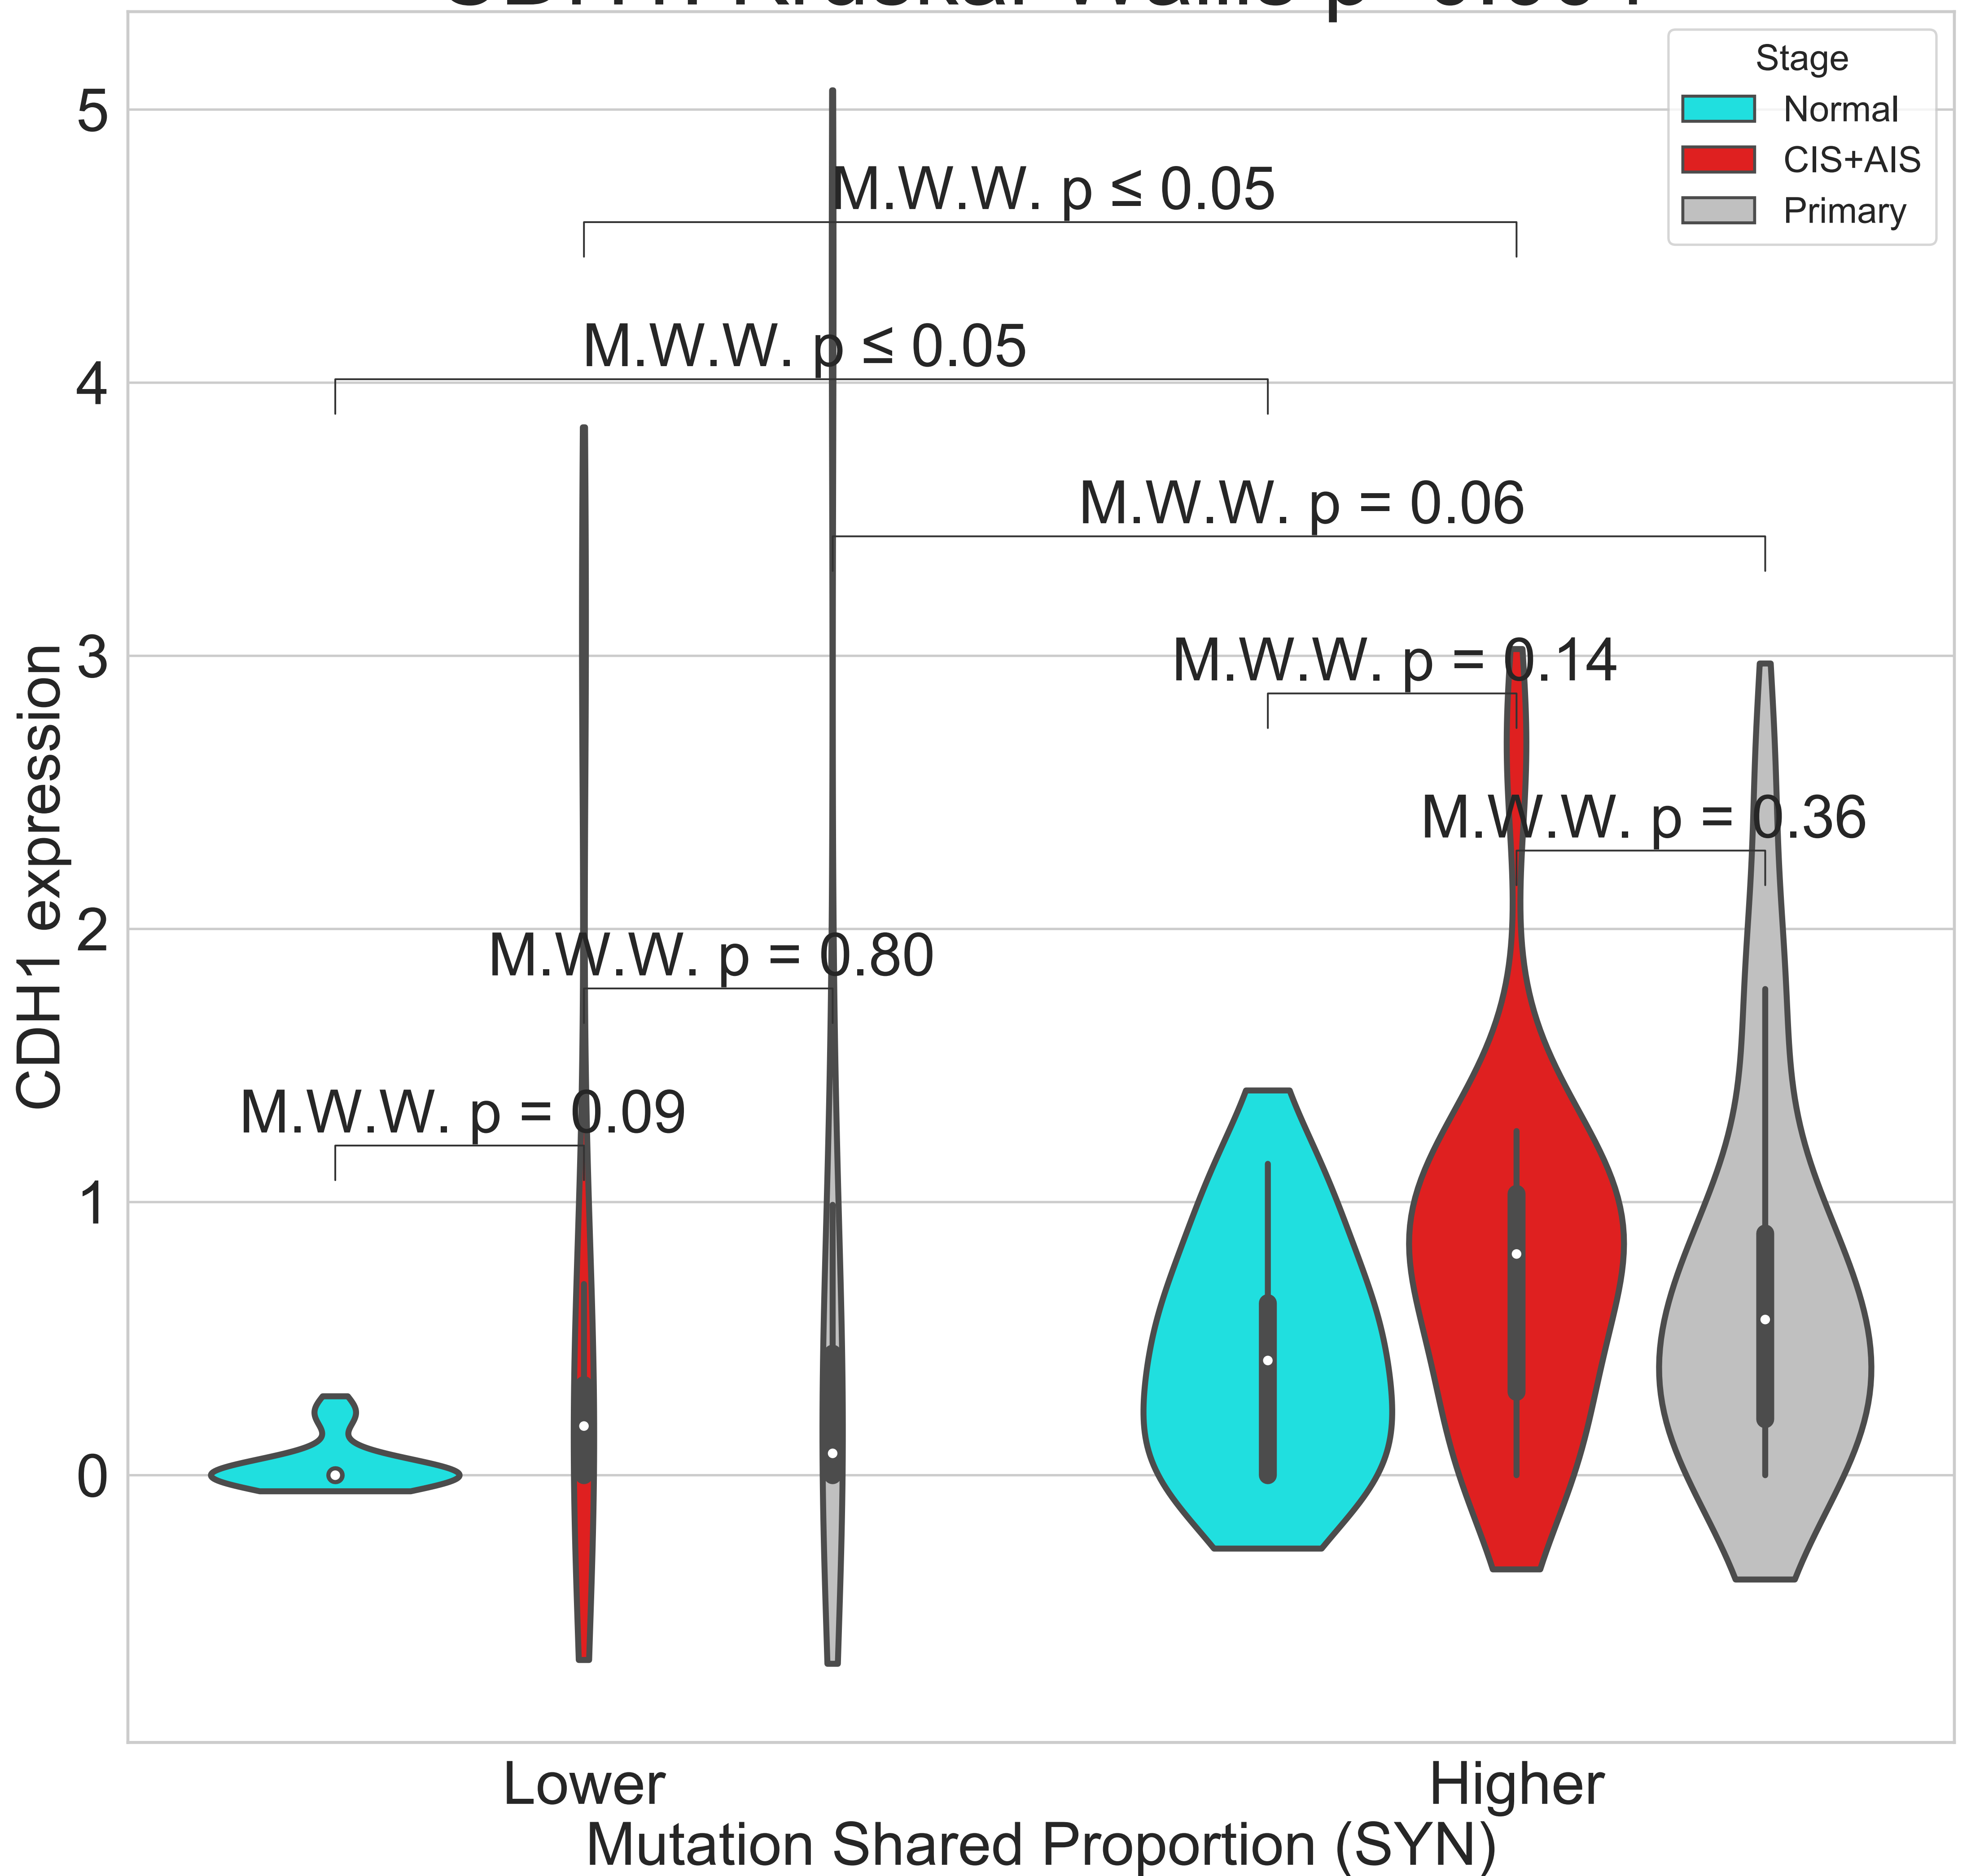 Stage
Normal
CIS+AIS
Primary
5
4
3
2
1
0
CDH1 expression
M.W.W. p ≤ 0.05
M.W.W. p ≤ 0.05
M.W.W. p = 0.06
M.W.W. p = 0.14
M.W.W. p = 0.36
M.W.W. p = 0.80
M.W.W. p = 0.09
Lower
Higher
Mutation Shared Proportion (SYN)